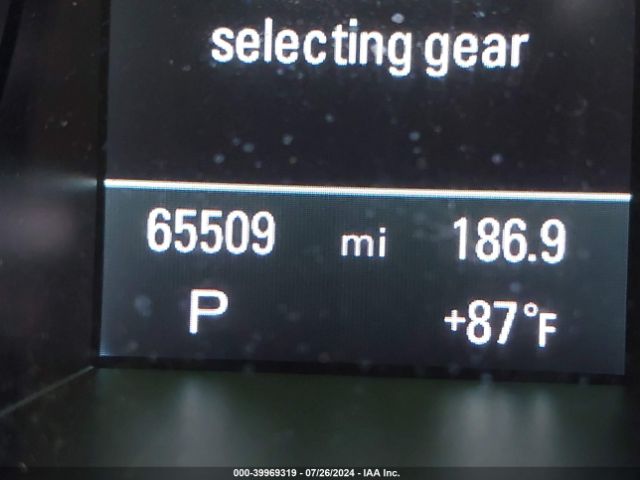 selecting gear
65509 mi 186.9
P +87°F
000-39969319 - 07/26/2024 - IAA Inc.